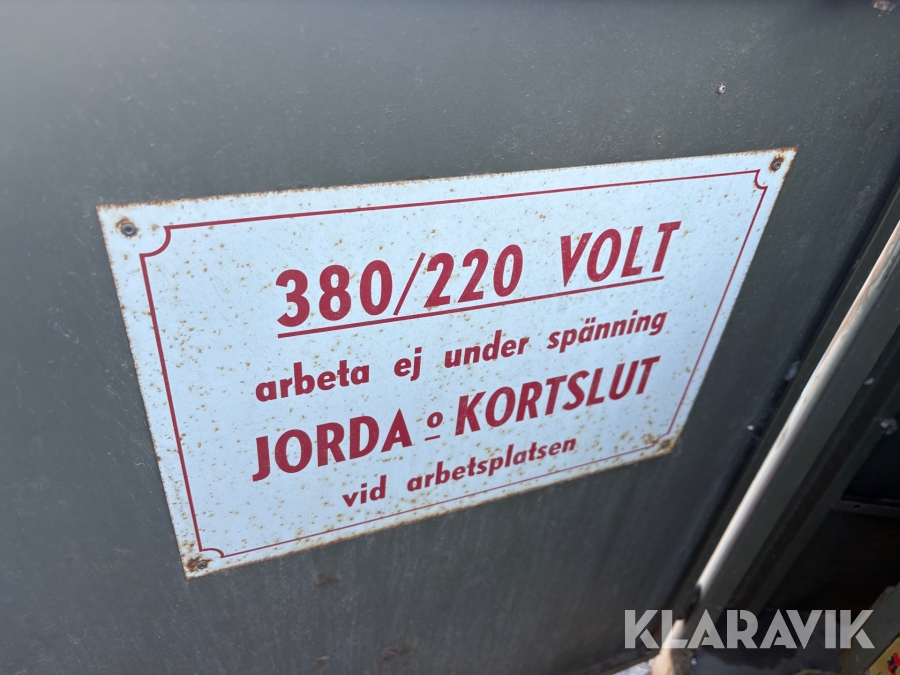 380/220 VOLT
arbeta ej under spänning
JORDA º KORTSLUT
vid arbetsplatsen
KLARAVIK